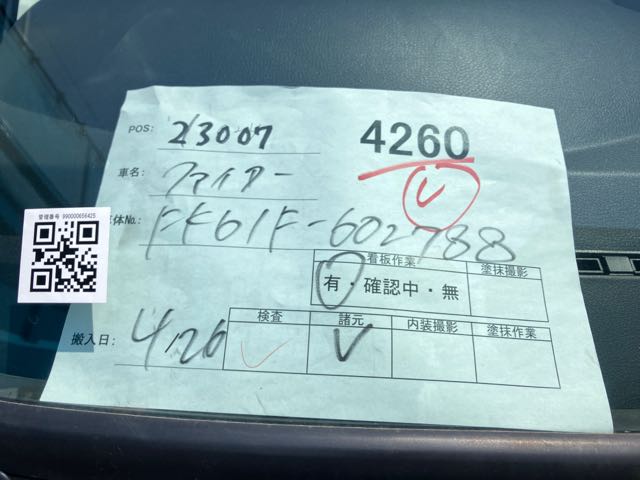 POS: 23007
4260
車名: ファイター
管理番号 990000656425
車体No.: FK61F-602788
看板作業 塗抹撮影
有・確認中・無
検査 諸元 内装撮影 塗抹作業
搬入日: 4/26